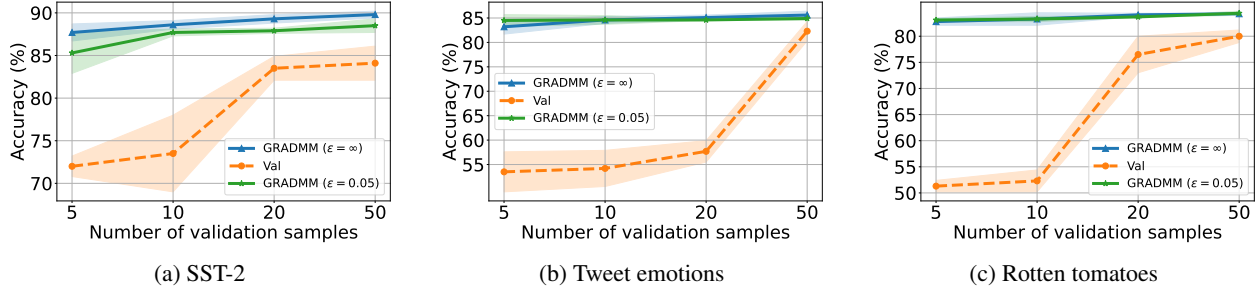 90
85
80
75
70
Accuracy (%)
GRADMM (ε = ∞)
Val
GRADMM (ε = 0.05)
5 10 20 50
Number of validation samples
(a) SST-2
85
80
75
70
65
60
55
Accuracy (%)
GRADMM (ε = ∞)
Val
GRADMM (ε = 0.05)
5 10 20 50
Number of validation samples
(b) Tweet emotions
80
75
70
65
60
55
50
Accuracy (%)
GRADMM (ε = ∞)
Val
GRADMM (ε = 0.05)
5 10 20 50
Number of validation samples
(c) Rotten tomatoes